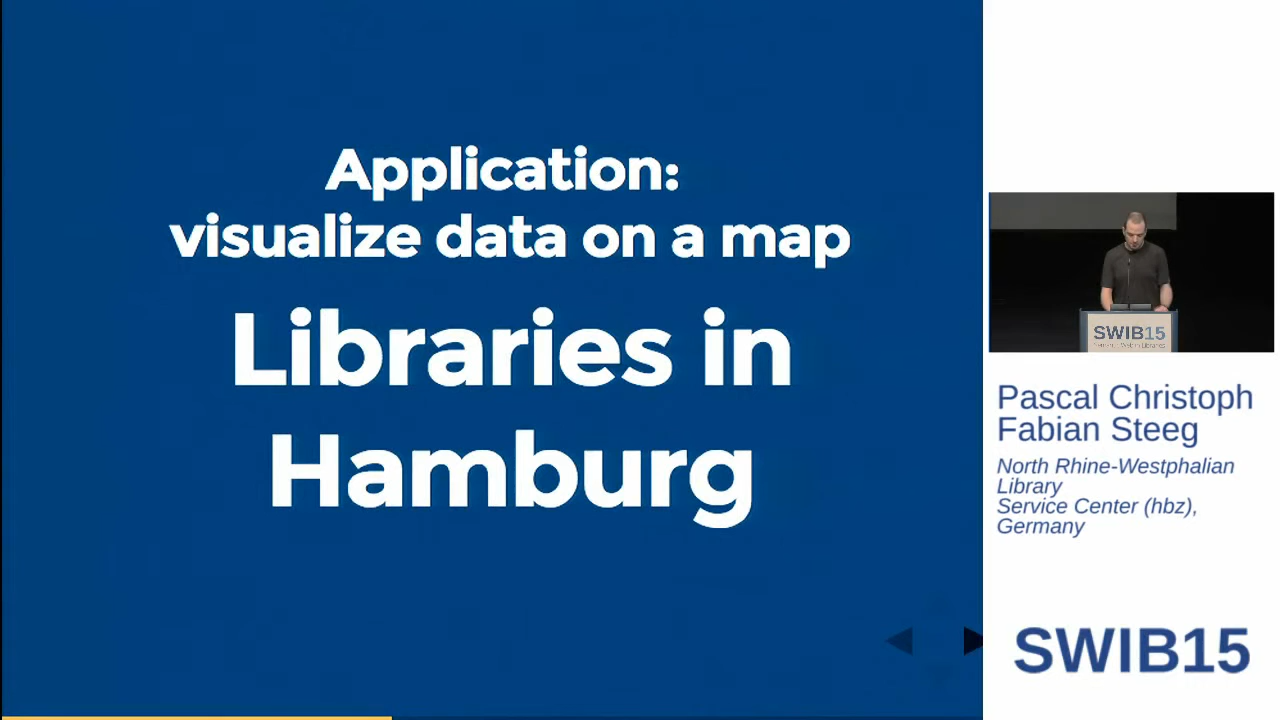 Application:
visualize data on a map
Libraries in
Hamburg
SWIB15
Pascal Christoph
Fabian Steeg
North Rhine-Westphalian
Library
Service Center (hbz),
Germany
SWIB15